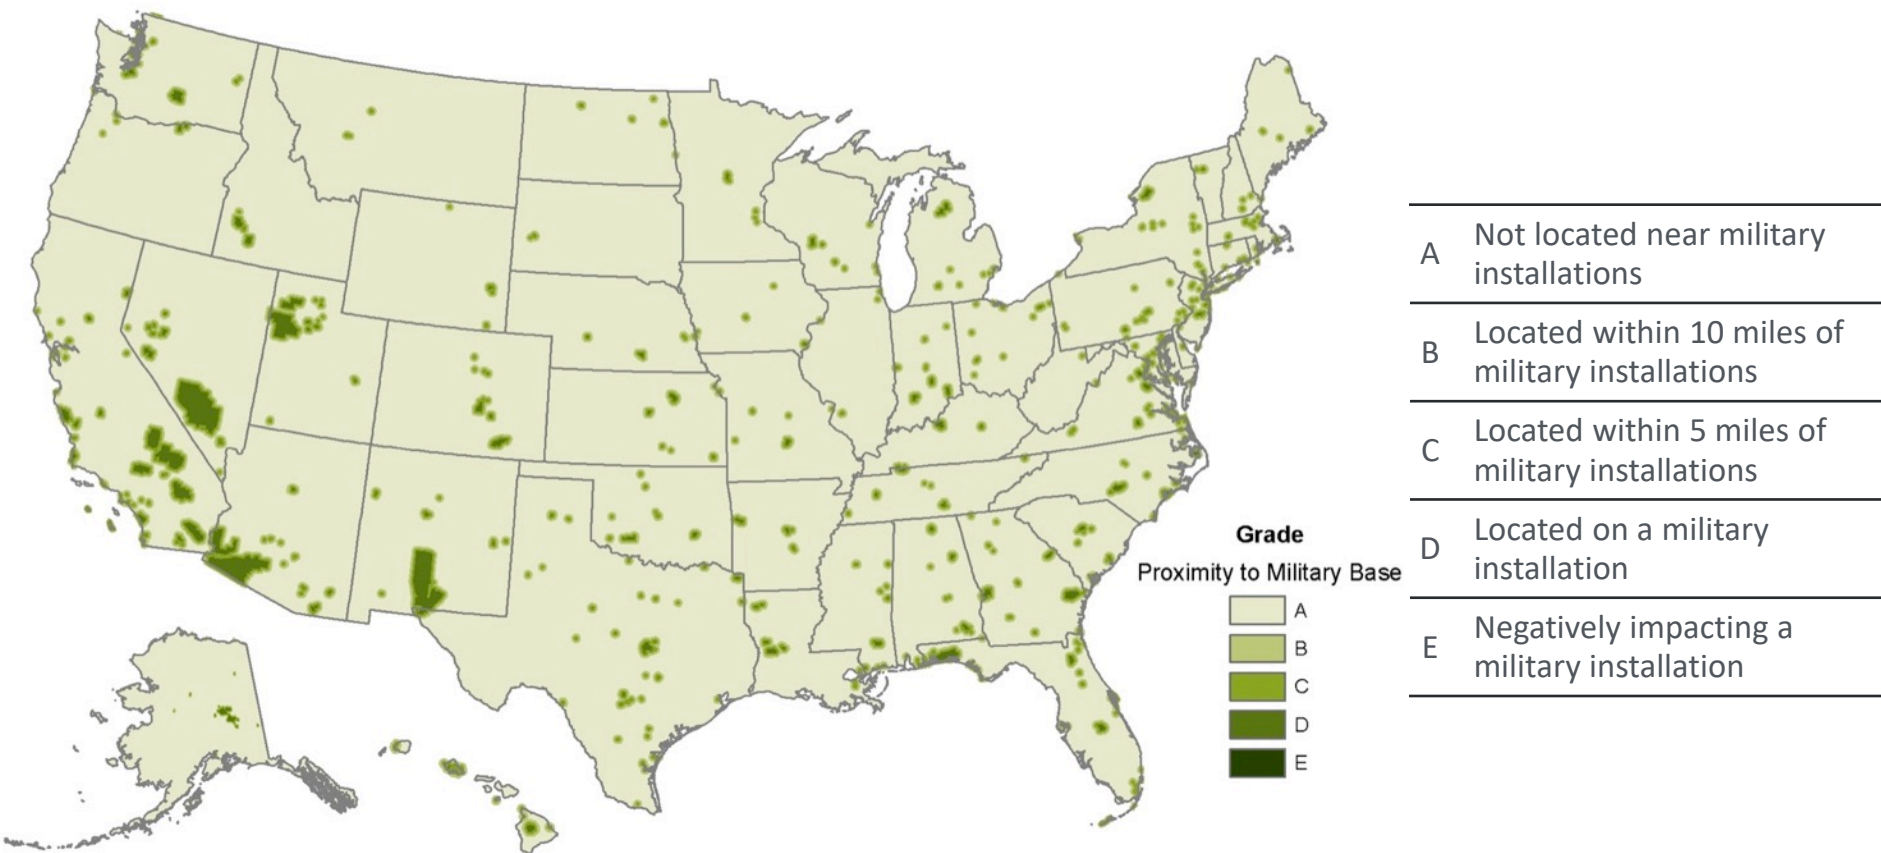 A
Not located near military
installations
B
Located within 10 miles of
military installations
C
Located within 5 miles of
military installations
D
Located on a military
installation
E
Negatively impacting a
military installation
Grade
Proximity to Military Base
A
B
C
D
E